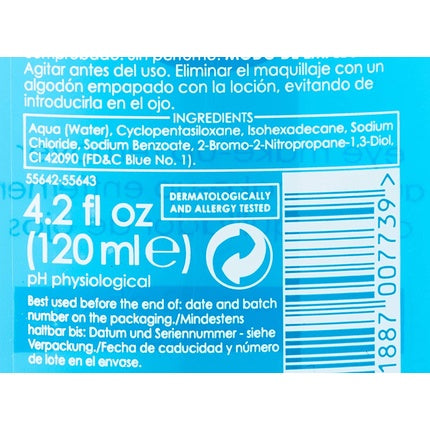 Agitar antes del uso. Eliminar el maquillaje con un
algodón empapado con la loción, evitando de
introducirla en el ojo.
INGREDIENTS
Aqua (Water), Cyclopentasiloxane, Isohexadecane, Sodium
Chloride, Sodium Benzoate, 2-Bromo-2-Nitropropane-1,3-Diol,
CI 42090 (FD&C Blue No. 1).
55642-55643
DERMATOLOGICALLY
AND ALLERGY TESTED
4.2 fl oz
(120 ml e)
pH physiological
Best used before the end of: date and batch
number on the packaging./Mindestens
haltbar bis: Datum und Seriennummer - siehe
Verpackung./Fecha de caducidad y número
de lote en el envase.
81887 007739